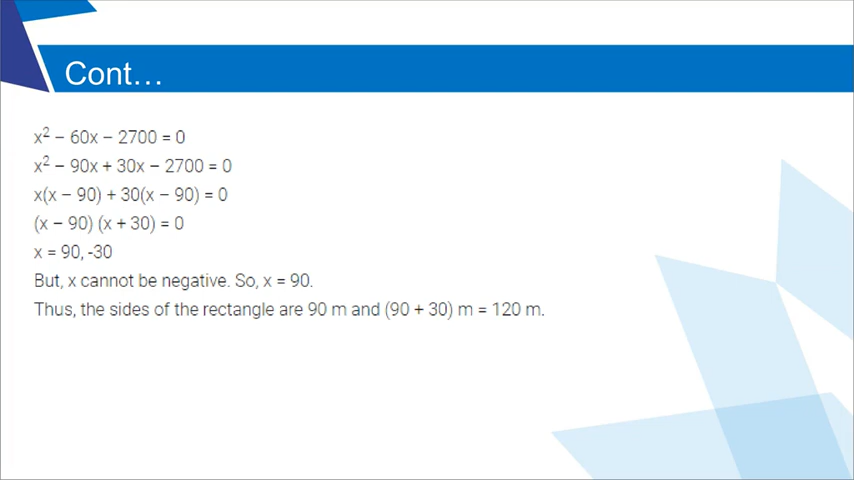 Cont…
x² – 60x – 2700 = 0
x² – 90x + 30x – 2700 = 0
x(x – 90) + 30(x – 90) = 0
(x – 90) (x + 30) = 0
x = 90, -30
But, x cannot be negative. So, x = 90.
Thus, the sides of the rectangle are 90 m and (90 + 30) m = 120 m.